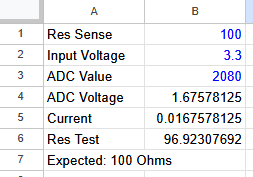 A B
1 Res Sense 100
2 Input Voltage 3.3
3 ADC Value 2080
4 ADC Voltage 1.67578125
5 Current 0.0167578125
6 Res Test 96.92307692
7 Expected: 100 Ohms